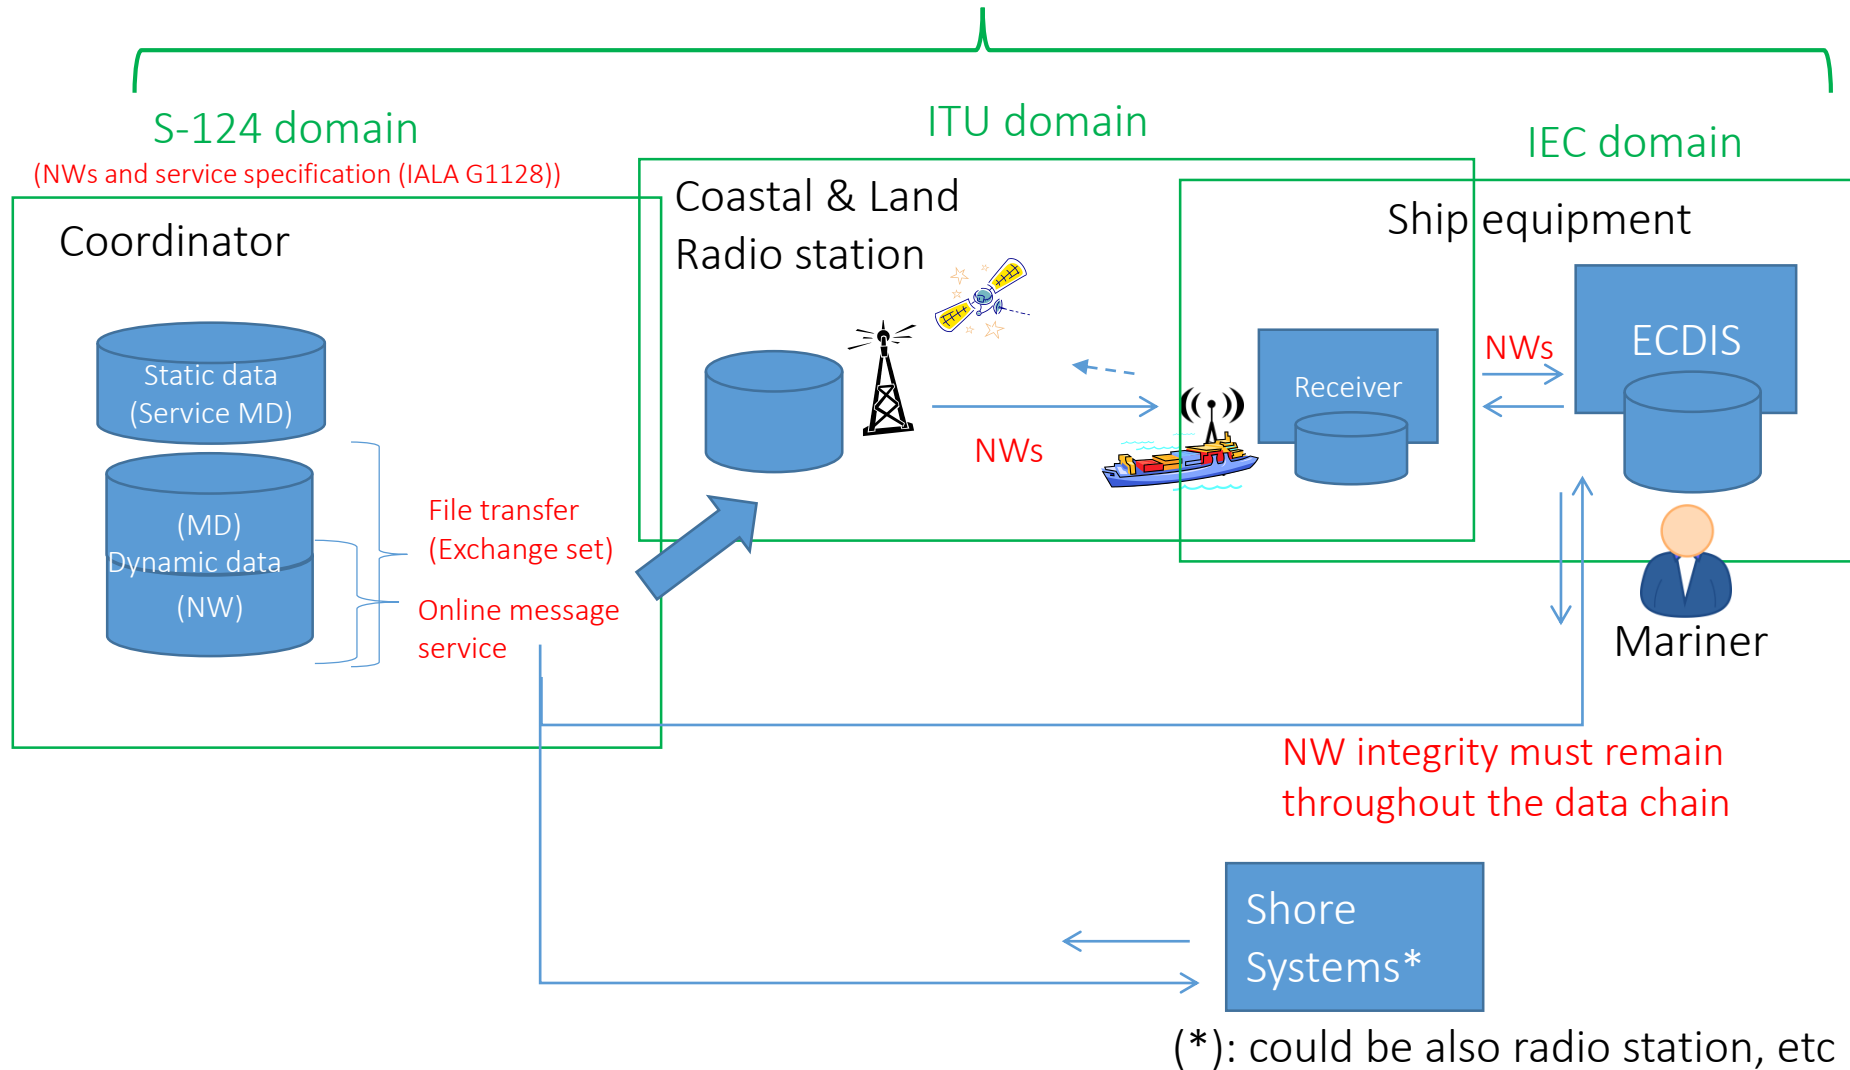 S-124 domain
(NWs and service specification (IALA G1128))
Coordinator
Static data
(Service MD)
(MD)
Dynamic data
(NW)
File transfer
(Exchange set)
Online message
service
ITU domain
Coastal & Land
Radio station
NWs
IEC domain
Ship equipment
Receiver
NWs
ECDIS
Mariner
NW integrity must remain
throughout the data chain
Shore
Systems*
(*): could be also radio station, etc